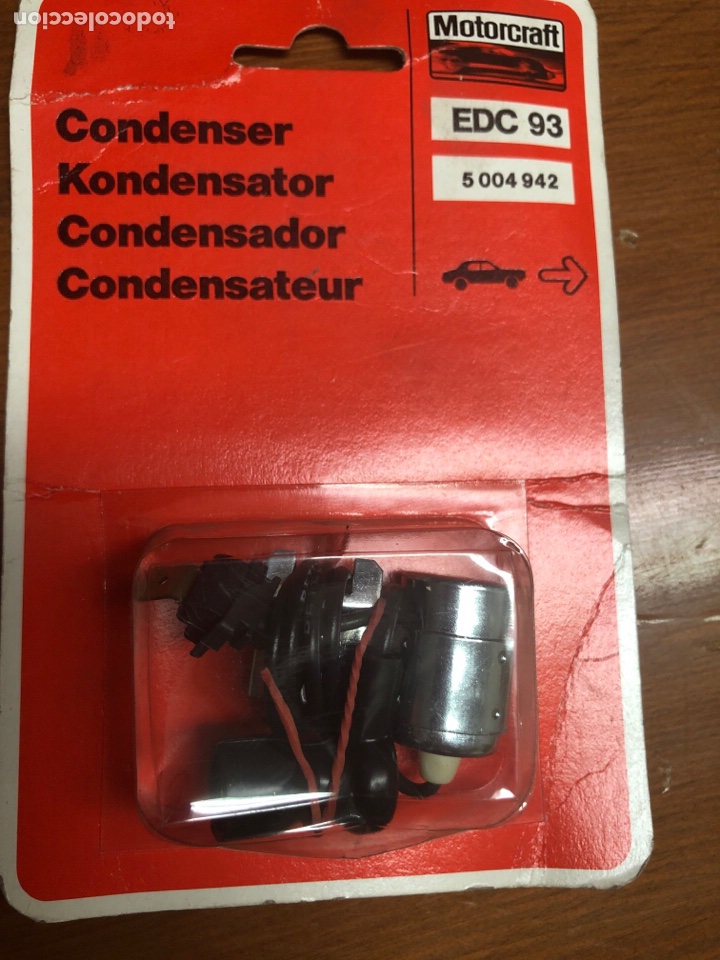 todocoleccion
Motorcraft
EDC 93
5 004 942
Condenser
Kondensator
Condensador
Condensateur